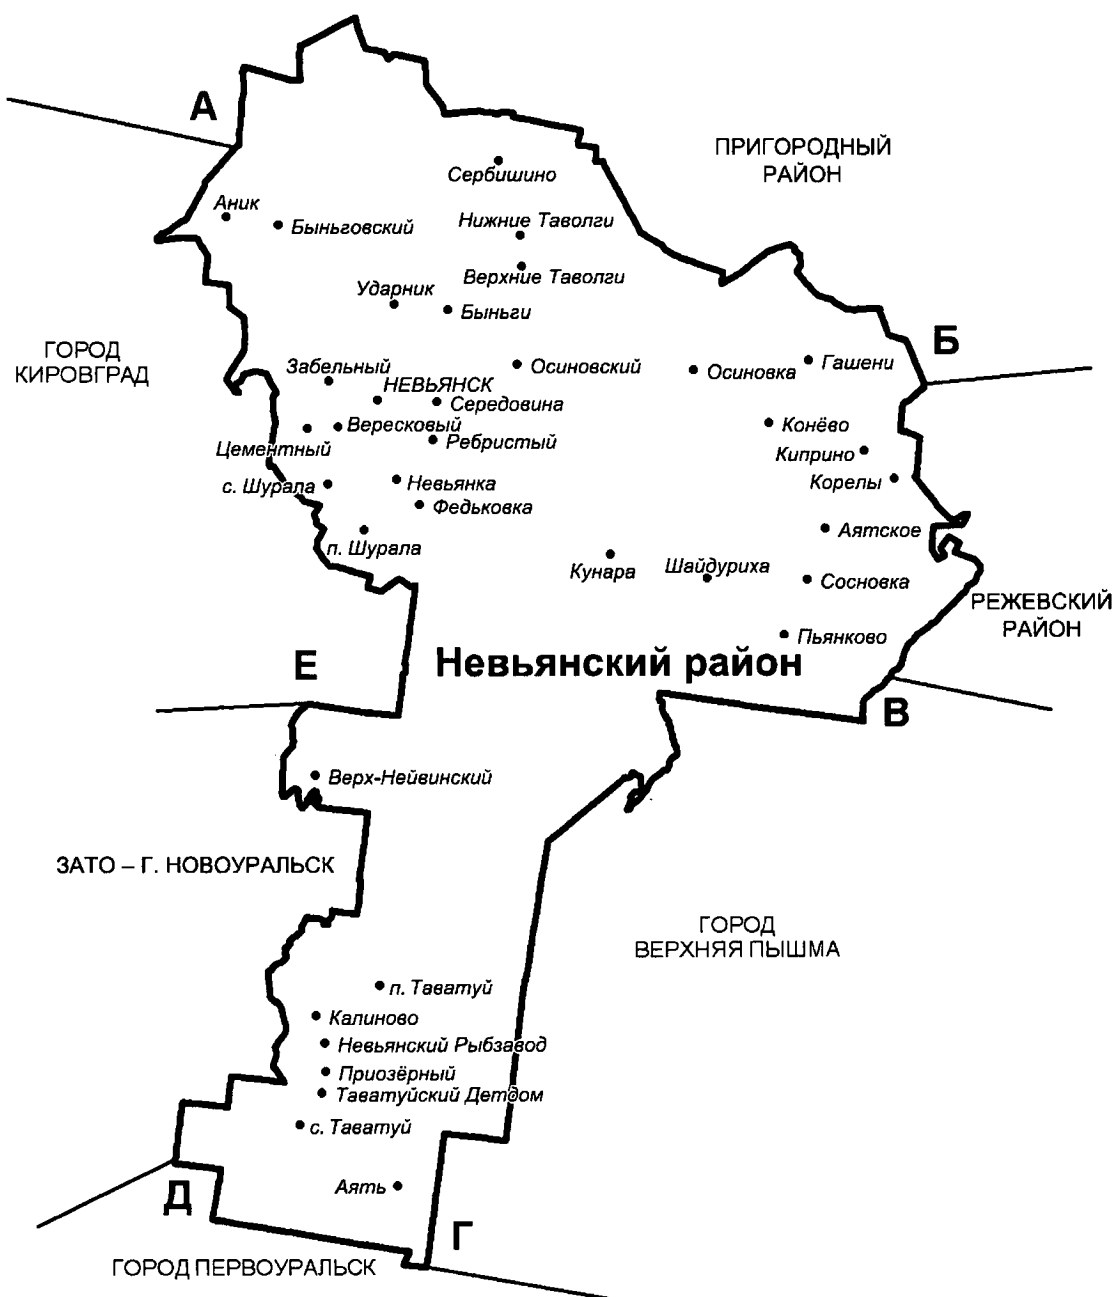 А
ПРИГОРОДНЫЙ
РАЙОН
Сербишино
Аник
Быньговский
Нижние Таволги
Верхние Таволги
Ударник
Быньги
ГОРОД
КИРОВГРАД
Б
Забельный
Осиновский
Осиновка
Гашени
НЕВЬЯНСК
Середовина
Вересковый
Конёво
Цементный
Ребристый
Киприно
с. Шурала
Невьянка
Корелы
Федьковка
Аятское
п. Шурала
Кунара
Шайдуриха
Сосновка
РЕЖЕВСКИЙ
РАЙОН
Пьянково
Е
Невьянский район
В
Верх-Нейвинский
ЗАТО – Г. НОВОУРАЛЬСК
ГОРОД
ВЕРХНЯЯ ПЫШМА
п. Таватуй
Калиново
Невьянский Рыбзавод
Приозёрный
Таватуйский Детдом
с. Таватуй
Аять
Д
Г
ГОРОД ПЕРВОУРАЛЬСК